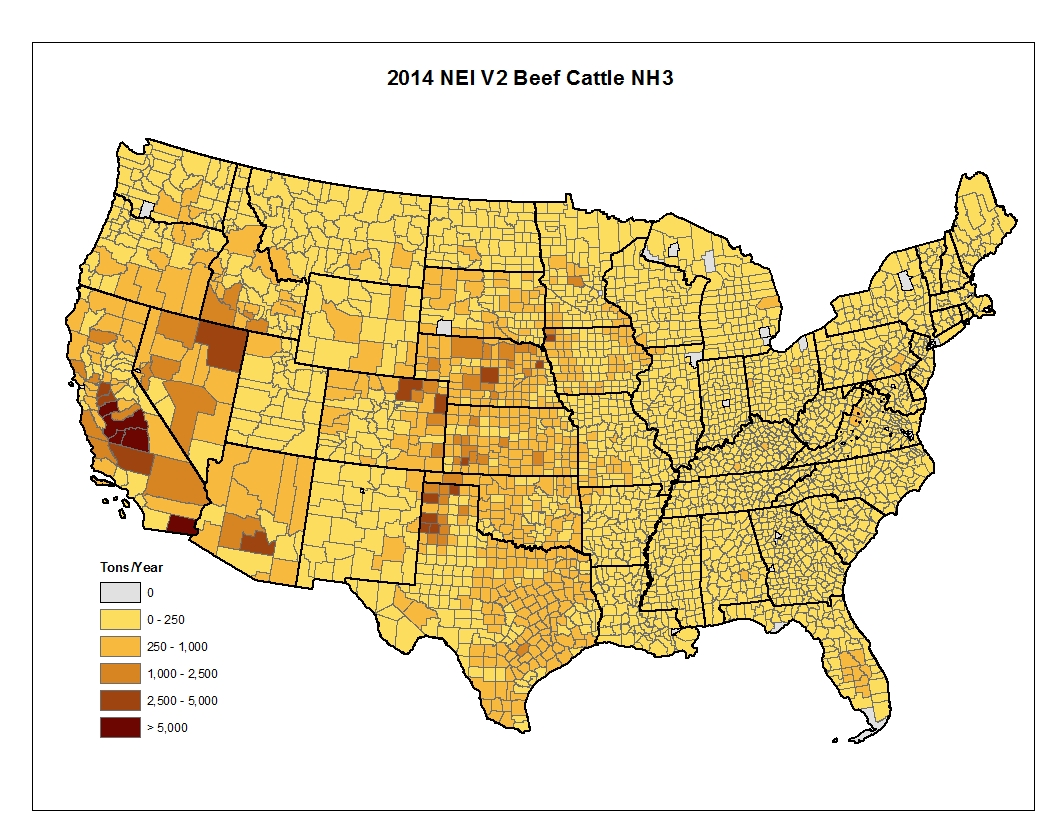 2014 NEI V2 Beef Cattle NH3
Tons/Year
0
0 - 250
250 - 1,000
1,000 - 2,500
2,500 - 5,000
> 5,000